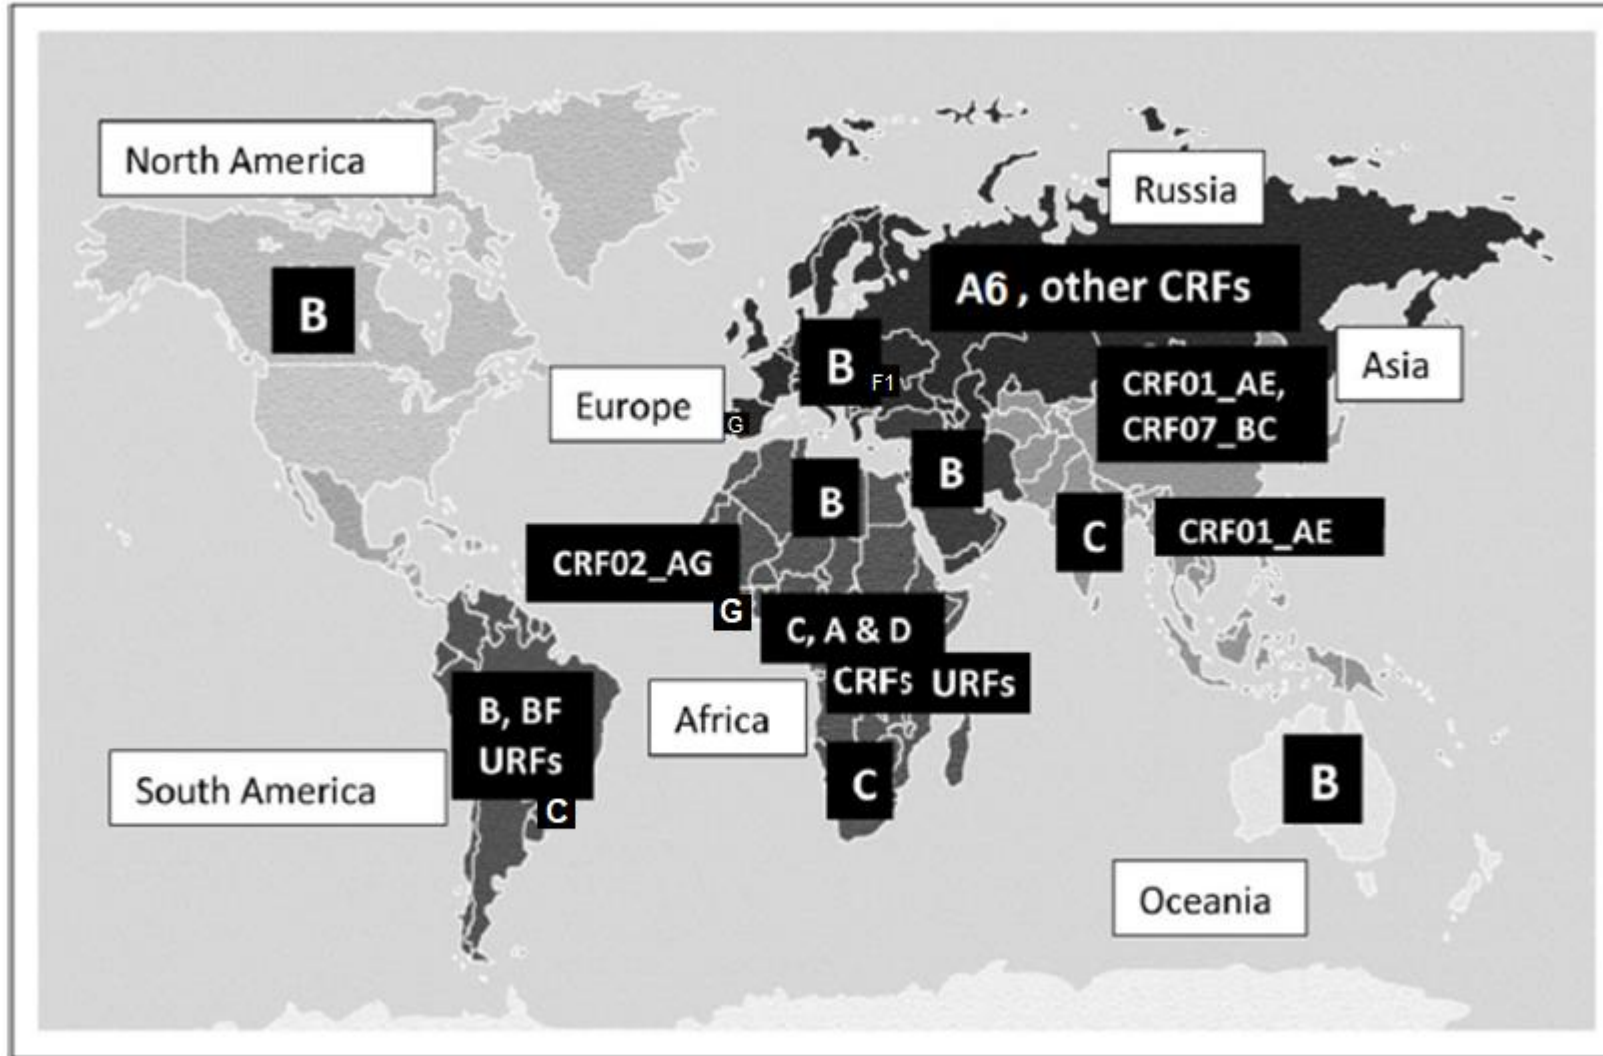 North America
Russia
A6 , other CRFs
B
B
F1
Asia
CRF01_AE,
CRF07_BC
Europe
G
B
B
C
CRF01_AE
CRF02_AG
G
C, A & D
CRFs URFs
B, BF
URFs
Africa
South America
C
C
B
Oceania